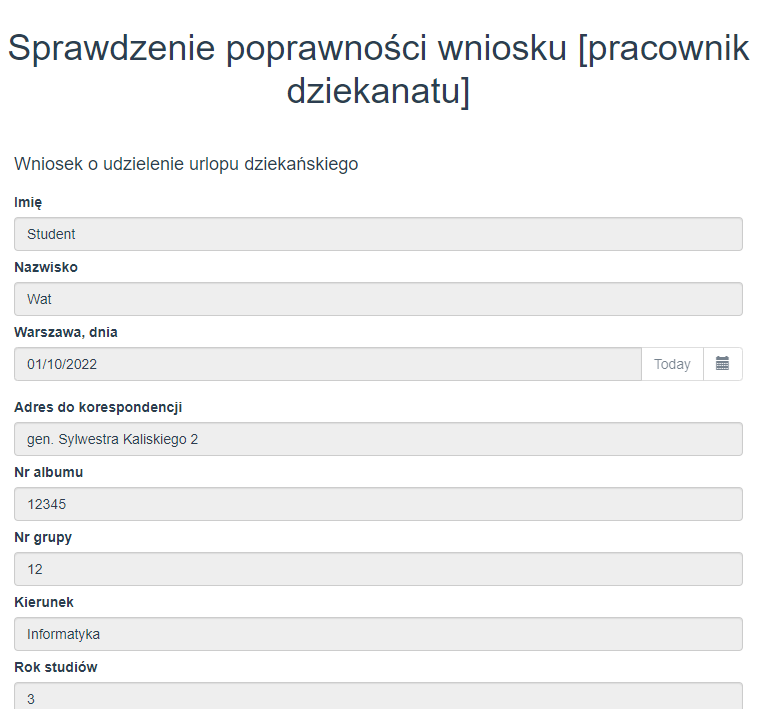 Sprawdzenie poprawności wniosku [pracownik
dziekanatu]
Wniosek o udzielenie urlopu dziekańskiego
Imię
Student
Nazwisko
Wat
Warszawa, dnia
01/10/2022 Today
Adres do korespondencji
gen. Sylwestra Kaliskiego 2
Nr albumu
12345
Nr grupy
12
Kierunek
Informatyka
Rok studiów
3